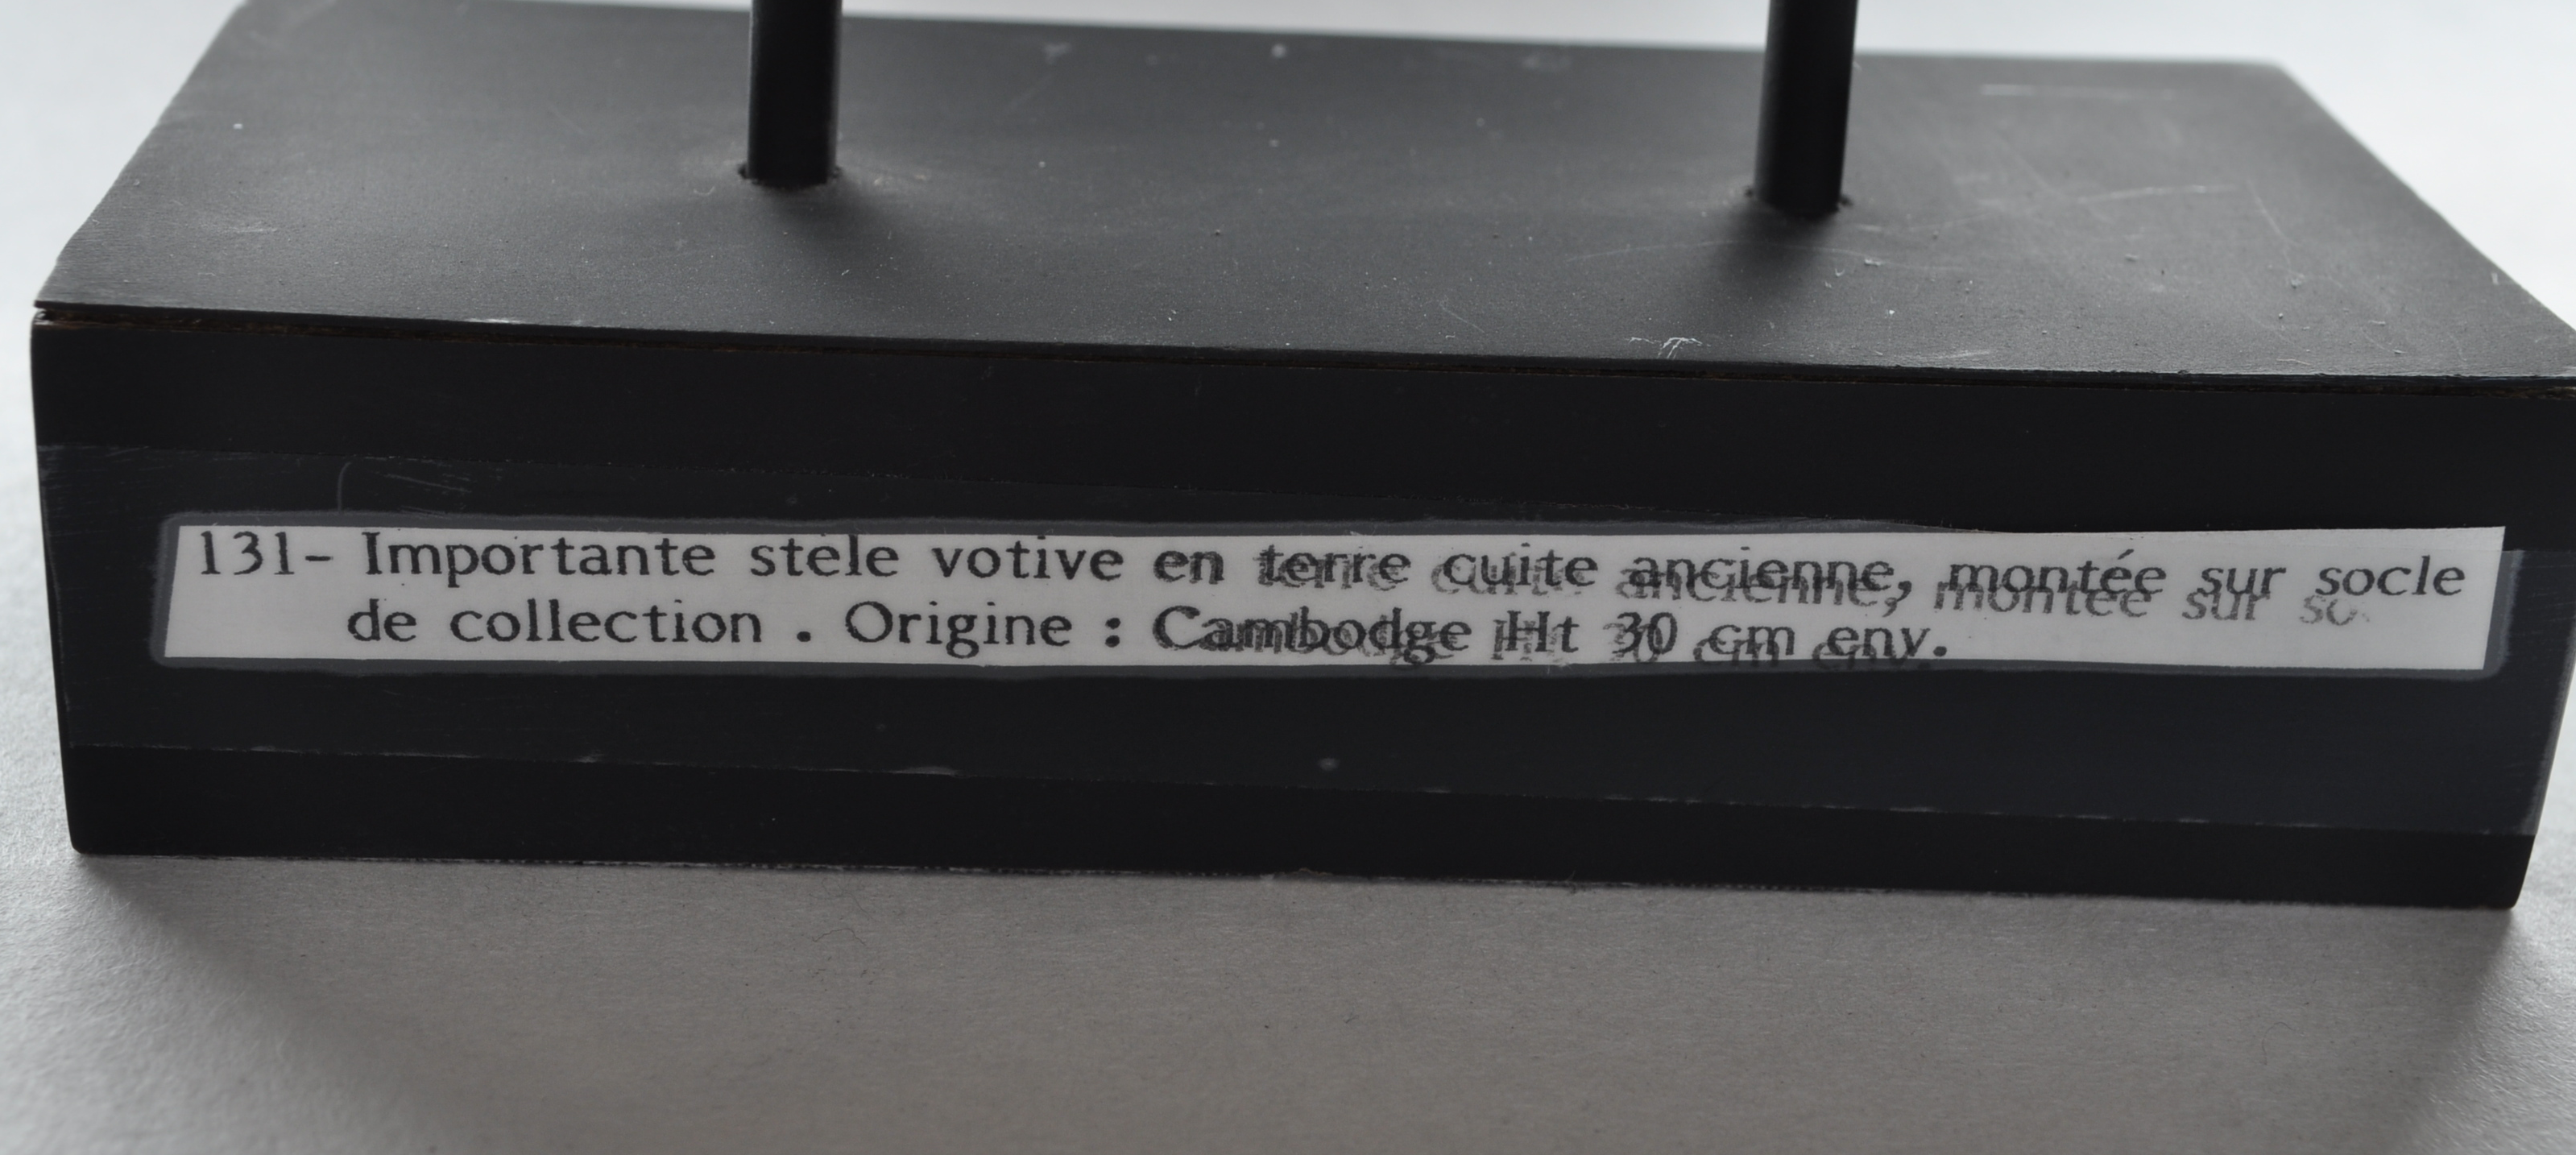 131- Importante stele votive en terre cuite ancienne, montée sur socle
de collection . Origine : Cambodge Ht 30 cm env.